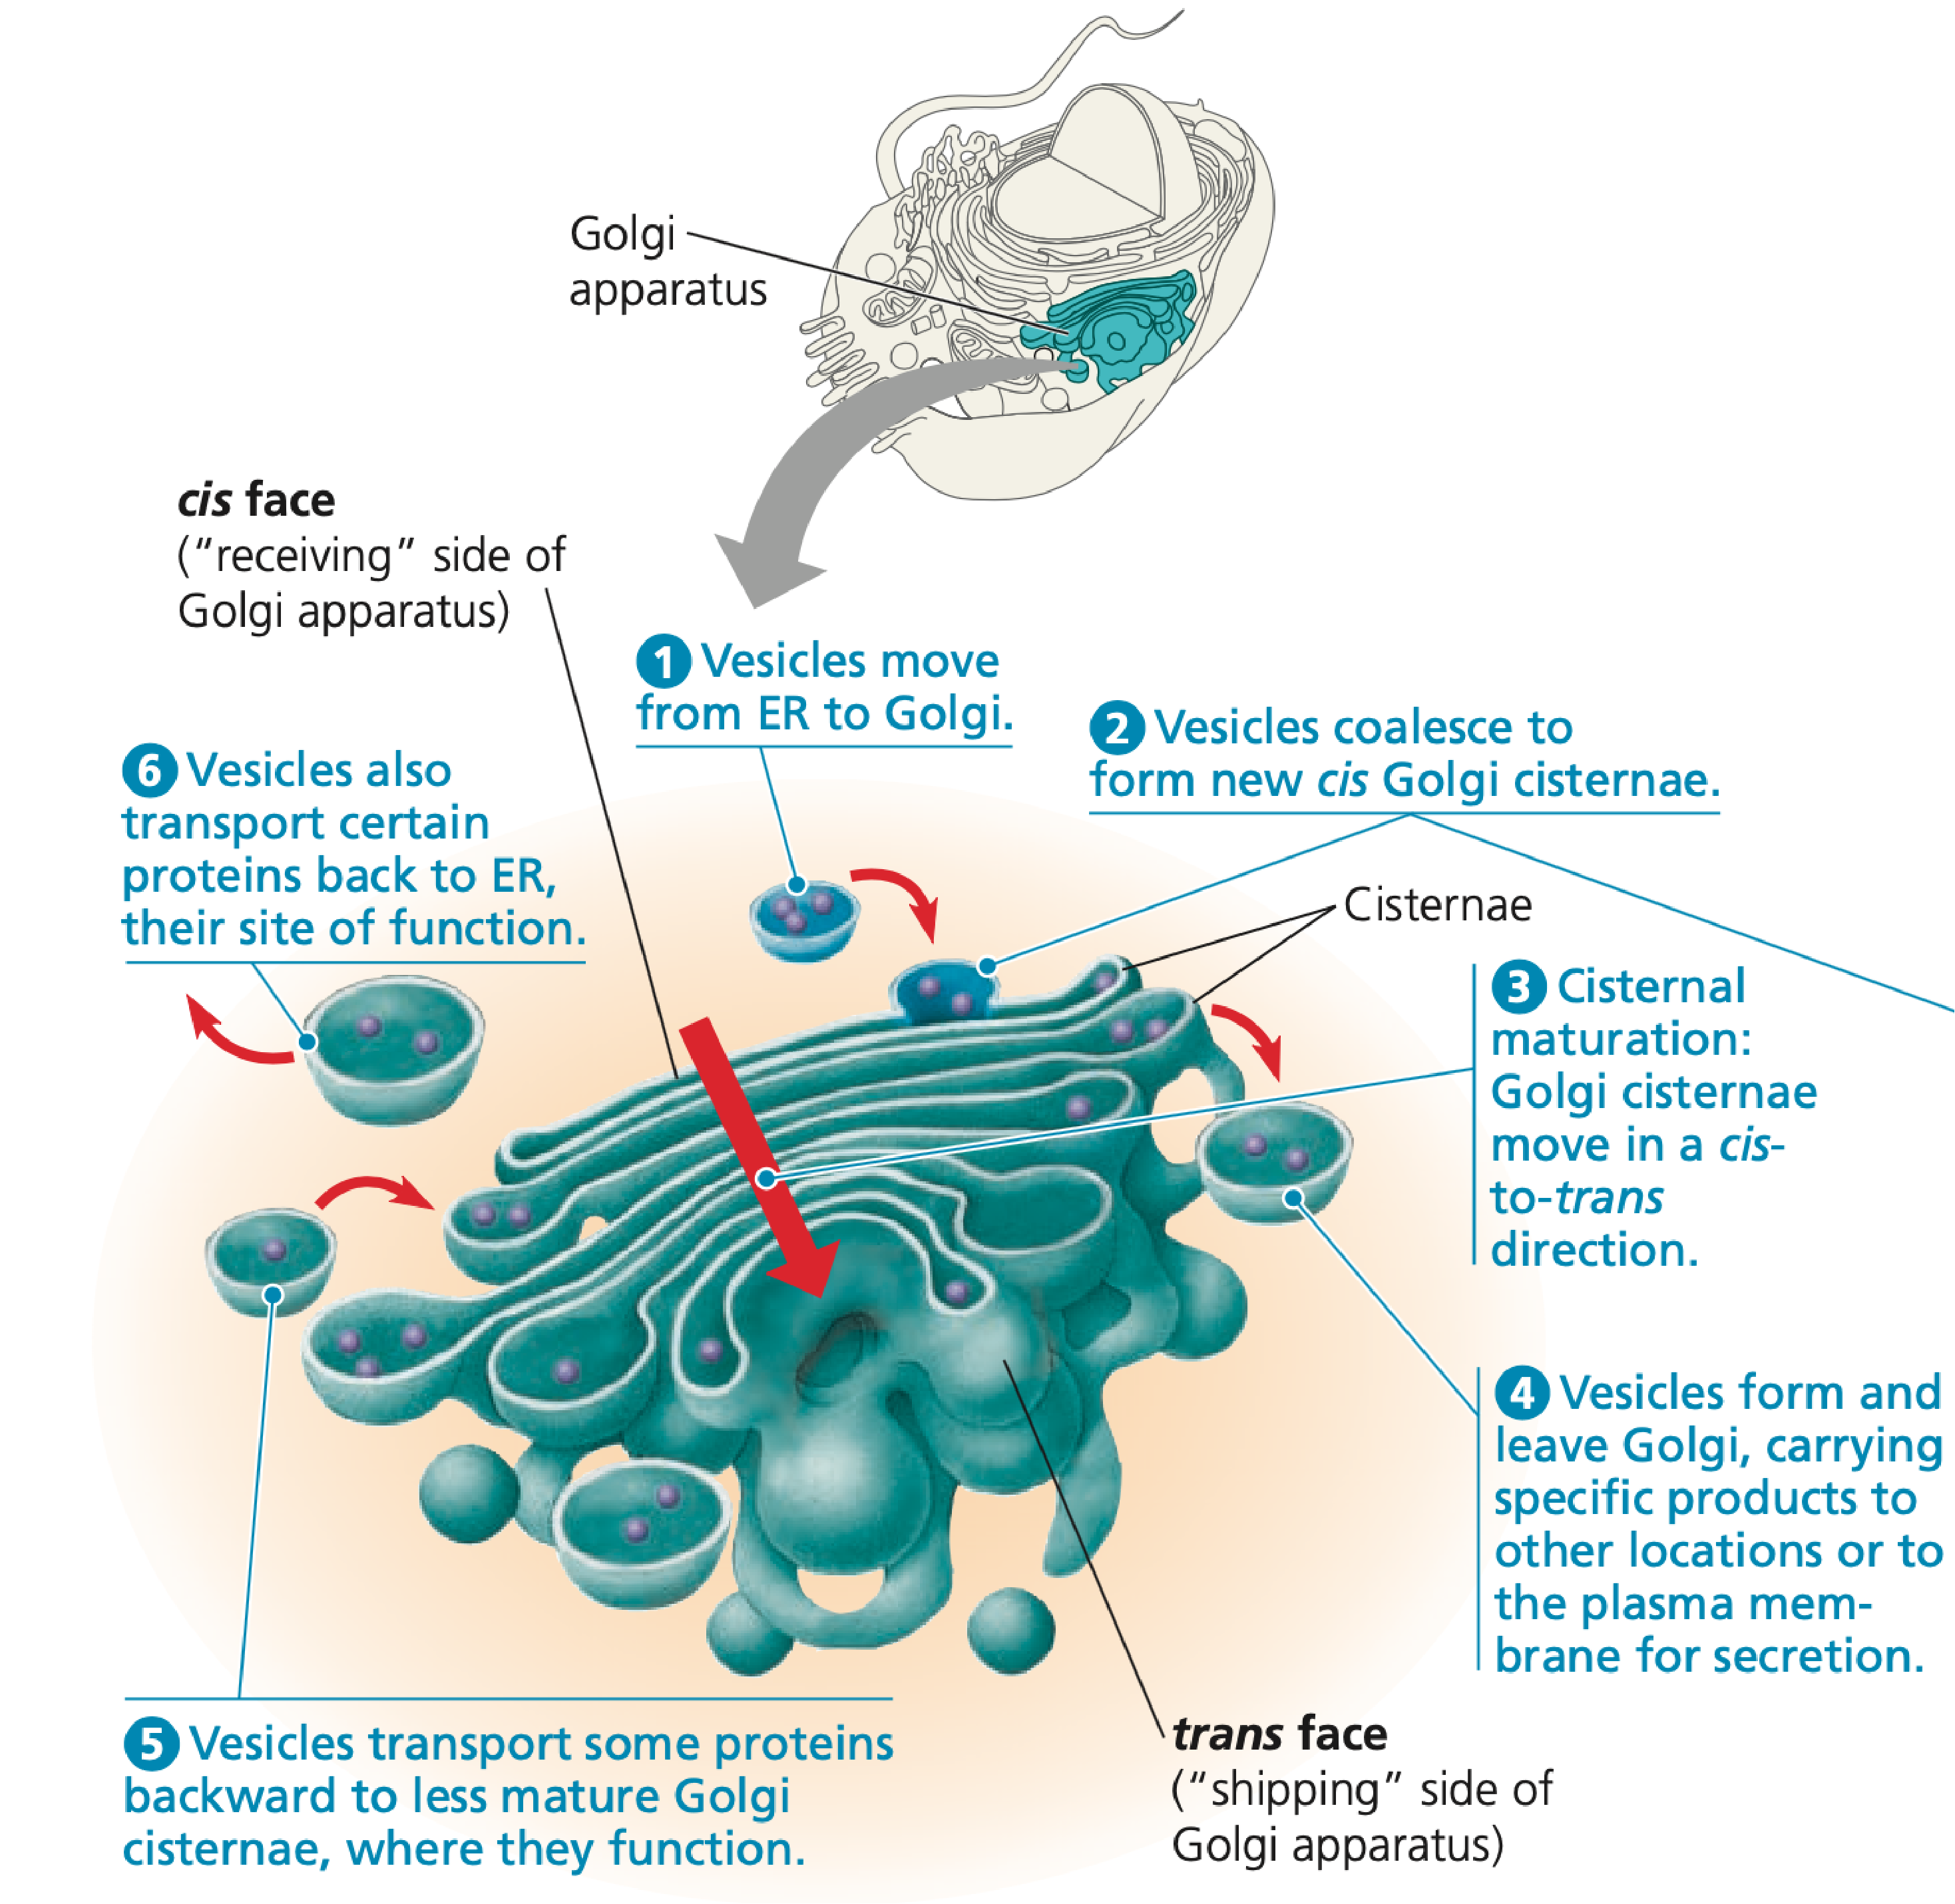 Golgi
apparatus
cis face
(“receiving” side of
Golgi apparatus)
1 Vesicles move
from ER to Golgi.
2 Vesicles coalesce to
form new cis Golgi cisternae.
6 Vesicles also
transport certain
proteins back to ER,
their site of function.
Cisternae
3 Cisternal
maturation:
Golgi cisternae
move in a cis-
to-trans
direction.
4 Vesicles form and
leave Golgi, carrying
specific products to
other locations or to
the plasma mem-
brane for secretion.
5 Vesicles transport some proteins
backward to less mature Golgi
cisternae, where they function.
trans face
(“shipping” side of
Golgi apparatus)